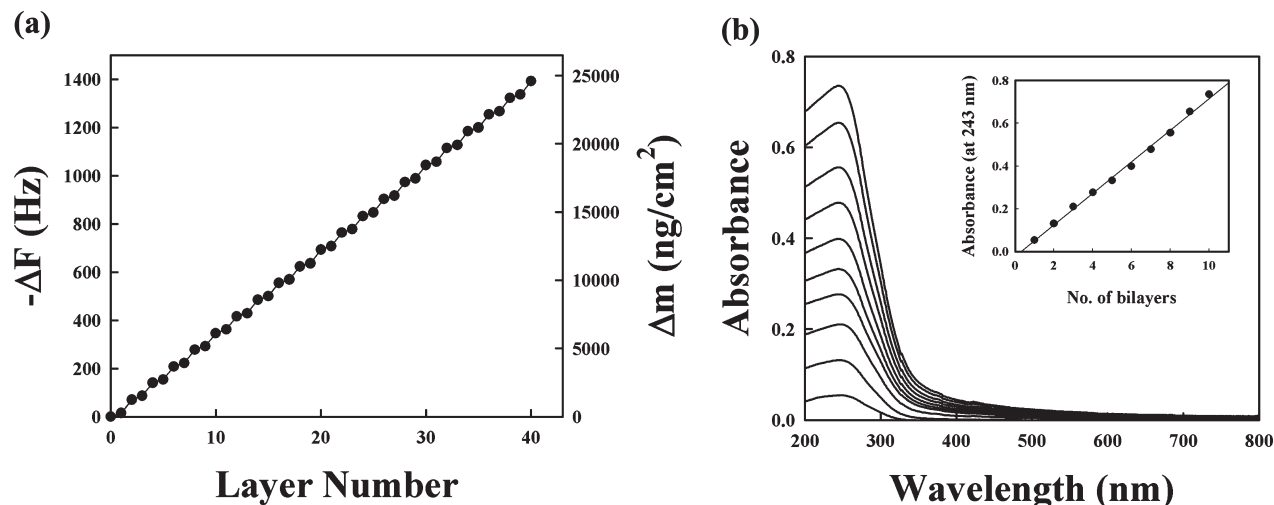 (a)
-ΔF (Hz)
1400
1200
1000
800
600
400
200
0
25000
20000
15000
10000
5000
0
Δm (ng/cm²)
0 10 20 30 40
Layer Number
(b)
Absorbance
0.8
0.6
0.4
0.2
0.0
200 300 400 500 600 700 800
Wavelength (nm)
Absorbance (at 243 nm)
0.8
0.6
0.4
0.2
0.0
0 2 4 6 8 10
No. of bilayers